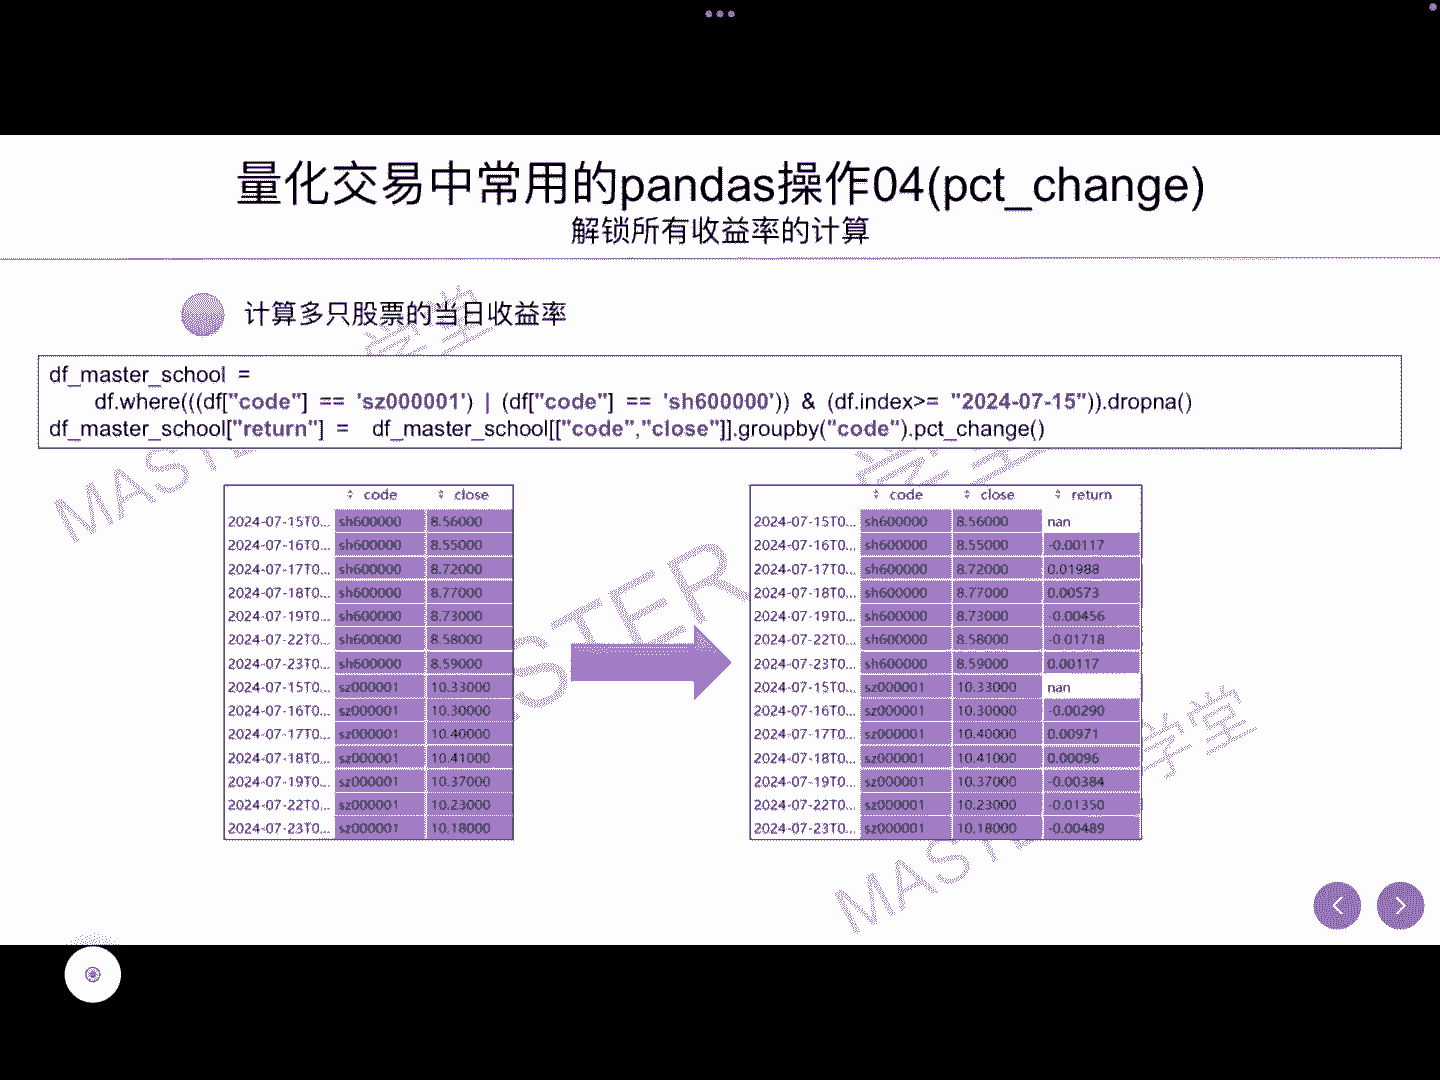 量化交易中常用的pandas操作04(pct_change)
解锁所有收益率的计算
计算多只股票的当日收益率
df_master_school =
df.where(((df["code"] == 'sz000001') | (df["code"] == 'sh600000')) & (df.index>= "2024-07-15")).dropna()
df_master_school["return"] = df_master_school[["code","close"]].groupby("code").pct_change()
code close
2024-07-15T0... sh600000 8.56000
2024-07-16T0... sh600000 8.55000
2024-07-17T0... sh600000 8.72000
2024-07-18T0... sh600000 8.77000
2024-07-19T0... sh600000 8.73000
2024-07-22T0... sh600000 8.58000
2024-07-23T0... sh600000 8.59000
2024-07-15T0... sz000001 10.33000
2024-07-16T0... sz000001 10.30000
2024-07-17T0... sz000001 10.40000
2024-07-18T0... sz000001 10.41000
2024-07-19T0... sz000001 10.37000
2024-07-22T0... sz000001 10.23000
2024-07-23T0... sz000001 10.18000
code close return
2024-07-15T0... sh600000 8.56000 nan
2024-07-16T0... sh600000 8.55000 -0.00117
2024-07-17T0... sh600000 8.72000 0.01988
2024-07-18T0... sh600000 8.77000 0.00573
2024-07-19T0... sh600000 8.73000 -0.00456
2024-07-22T0... sh600000 8.58000 -0.01718
2024-07-23T0... sh600000 8.59000 0.00117
2024-07-15T0... sz000001 10.33000 nan
2024-07-16T0... sz000001 10.30000 -0.00290
2024-07-17T0... sz000001 10.40000 0.00971
2024-07-18T0... sz000001 10.41000 0.00096
2024-07-19T0... sz000001 10.37000 -0.00384
2024-07-22T0... sz000001 10.23000 -0.01350
2024-07-23T0... sz000001 10.18000 -0.00489
MASTER
学堂